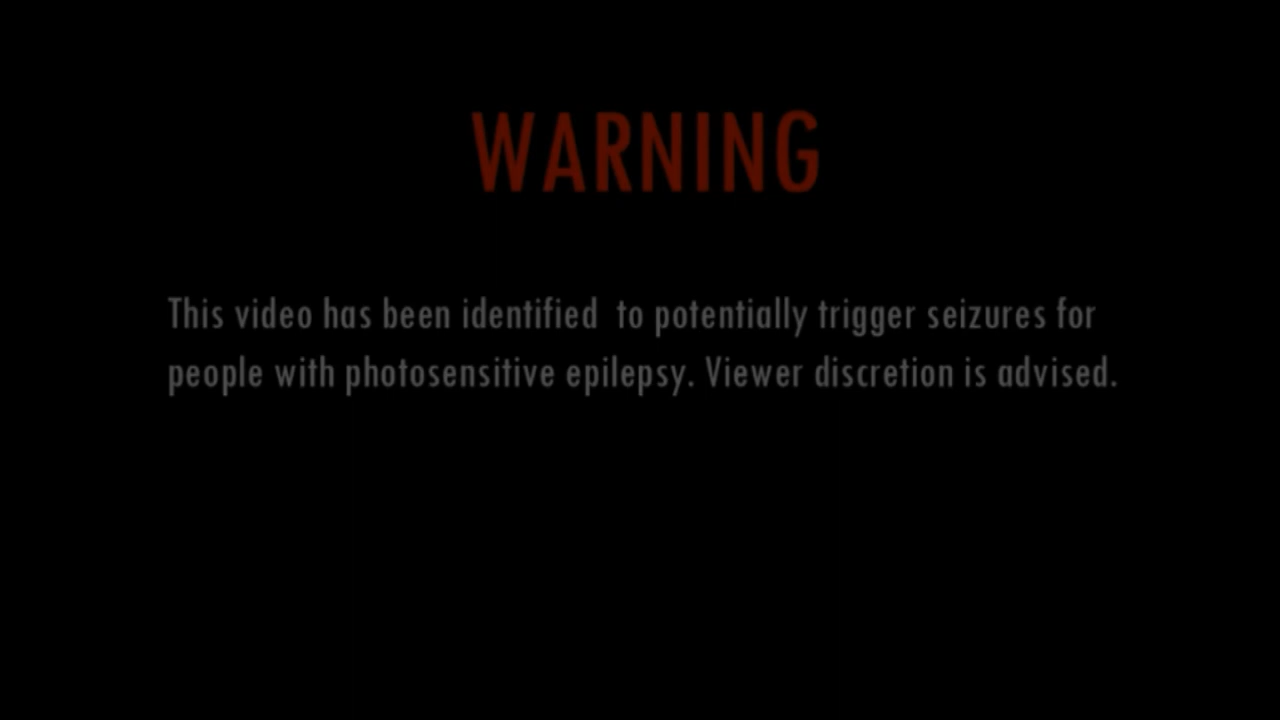 WARNING
This video has been identified  to potentially trigger seizures for
people with photosensitive epilepsy. Viewer discretion is advised.